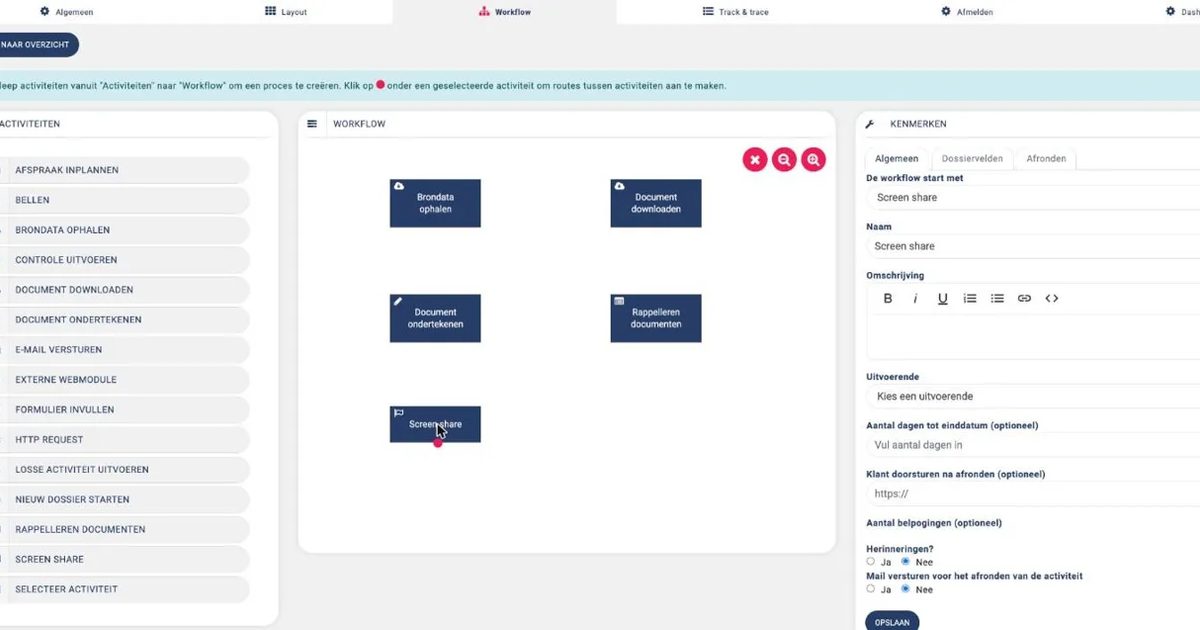 Algemeen
Layout
Workflow
Track & trace
Afmelden
NAAR OVERZICHT
activiteiten vanuit "Activiteiten" naar "Workflow" om een proces te creëren. Klik op onder een geselecteerde activiteit om routes tussen activiteiten aan te maken.
ACTIVITEITEN
AFSPRAAK INPLANNEN
BELLEN
BRONDATA OPHALEN
CONTROLE UITVOEREN
DOCUMENT DOWNLOADEN
DOCUMENT ONDERTEKENEN
E-MAIL VERSTUREN
EXTERNE WEBMODULE
FORMULIER INVULLEN
HTTP REQUEST
LOSSE ACTIVITEIT UITVOEREN
NIEUW DOSSIER STARTEN
RAPPELLEREN DOCUMENTEN
SCREEN SHARE
SELECTEER ACTIVITEIT
WORKFLOW
Brondata
ophalen
Document
downloaden
Document
ondertekenen
Rappelleren
documenten
Screen share
KENMERKEN
Algemeen
Dossiervelden
Afronden
De workflow start met
Screen share
Naam
Screen share
Omschrijving
B i U
Uitvoerende
Kies een uitvoerende
Aantal dagen tot einddatum (optioneel)
Vul aantal dagen in
Klant doorsturen na afronden (optioneel)
https://
Aantal belpogingen (optioneel)
Herinneringen?
Ja Nee
Mail versturen voor het afronden van de activiteit
Ja Nee
OPSLAAN